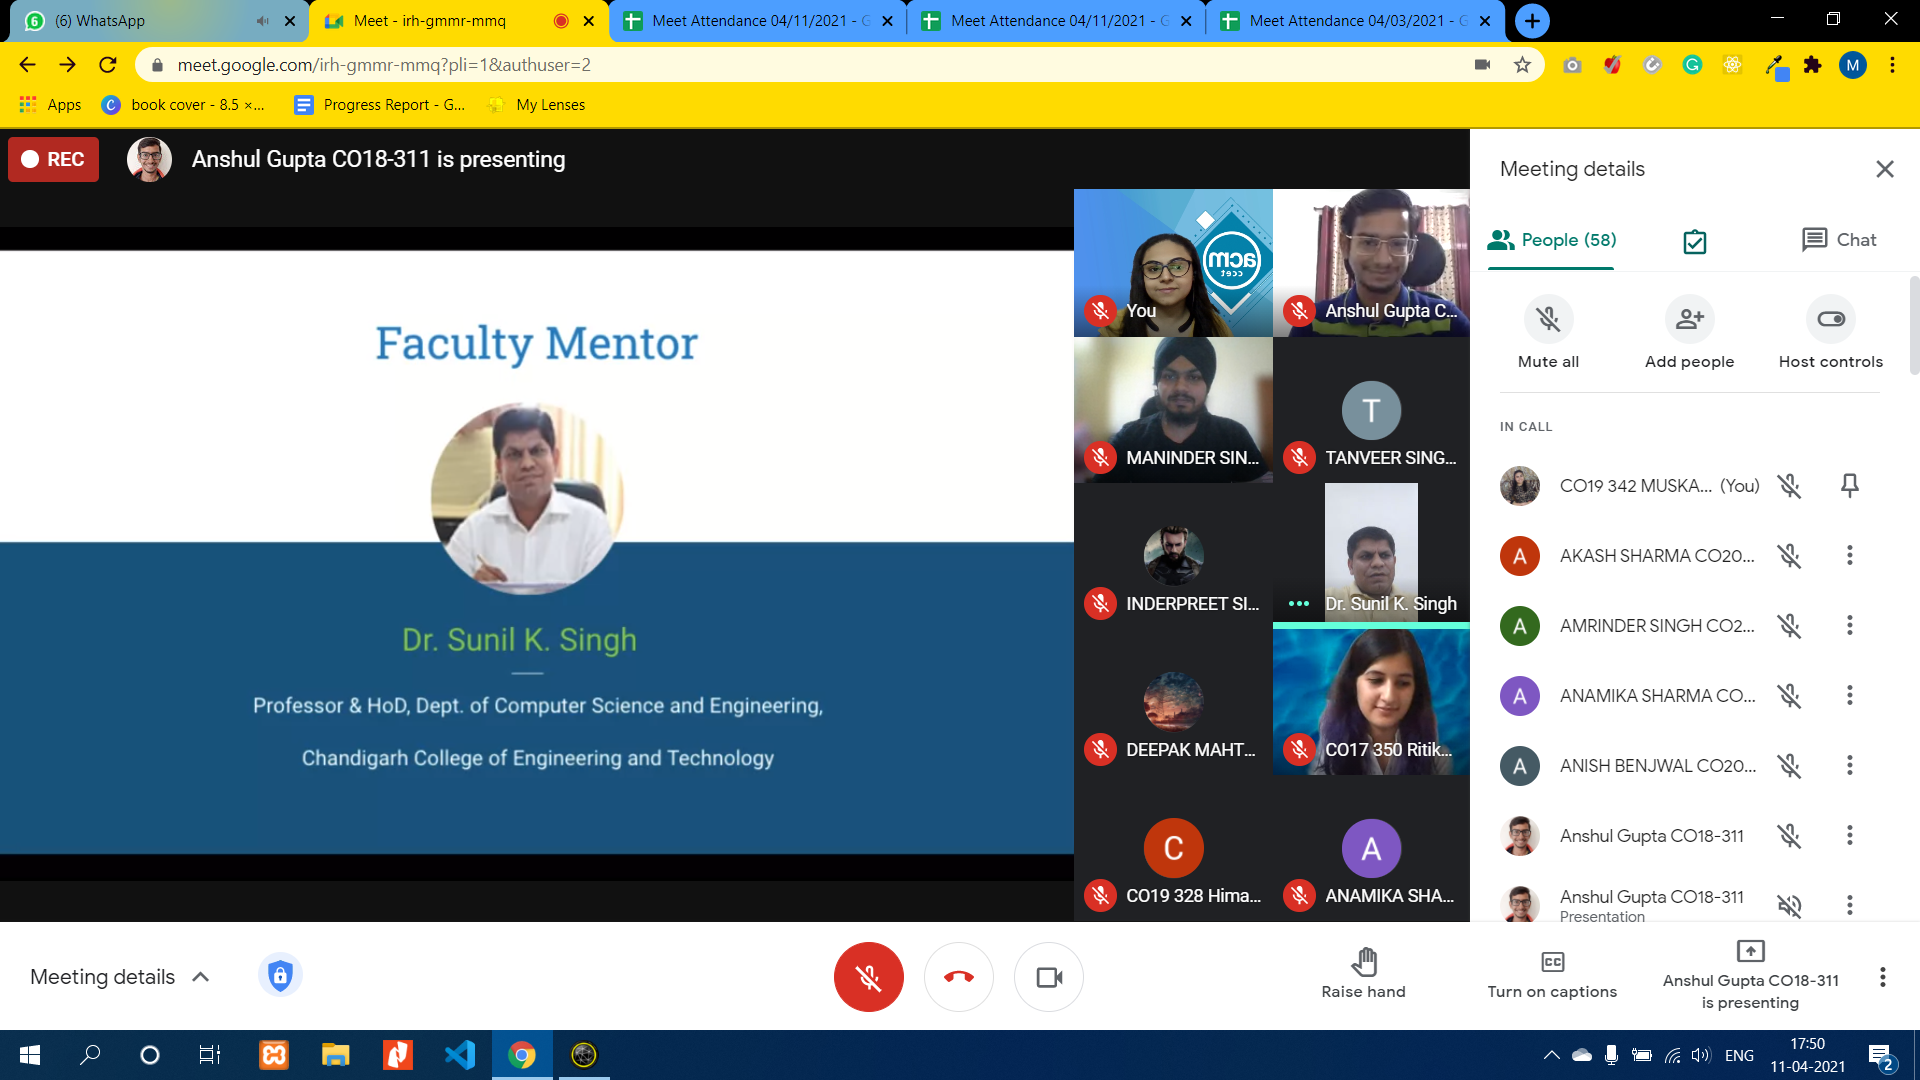 (6) WhatsApp
Meet - irh-gmmr-mmq
Meet Attendance 04/11/2021 - G
Meet Attendance 04/11/2021 - G
Meet Attendance 04/03/2021 - G
meet.google.com/irh-gmmr-mmq?pli=1&authuser=2
M
Apps
book cover - 8.5 ×...
Progress Report - G...
My Lenses
REC
Anshul Gupta CO18-311 is presenting
Faculty Mentor
Dr. Sunil K. Singh
Professor & HoD, Dept. of Computer Science and Engineering,
Chandigarh College of Engineering and Technology
acm
ccet
You
Anshul Gupta C...
MANINDER SIN...
T
TANVEER SING...
INDERPREET SI...
Dr. Sunil K. Singh
DEEPAK MAHT...
CO17 350 Ritik...
C
CO19 328 Hima...
A
ANAMIKA SHA...
Meeting details
People (58)
Chat
Mute all
Add people
Host controls
IN CALL
CO19 342 MUSKA... (You)
A
AKASH SHARMA CO20...
A
AMRINDER SINGH CO2...
A
ANAMIKA SHARMA CO...
A
ANISH BENJWAL CO20...
Anshul Gupta CO18-311
Anshul Gupta CO18-311
Presentation
Meeting details
Raise hand
CC
Turn on captions
Anshul Gupta CO18-311
is presenting
ENG
17:50
11-04-2021
2